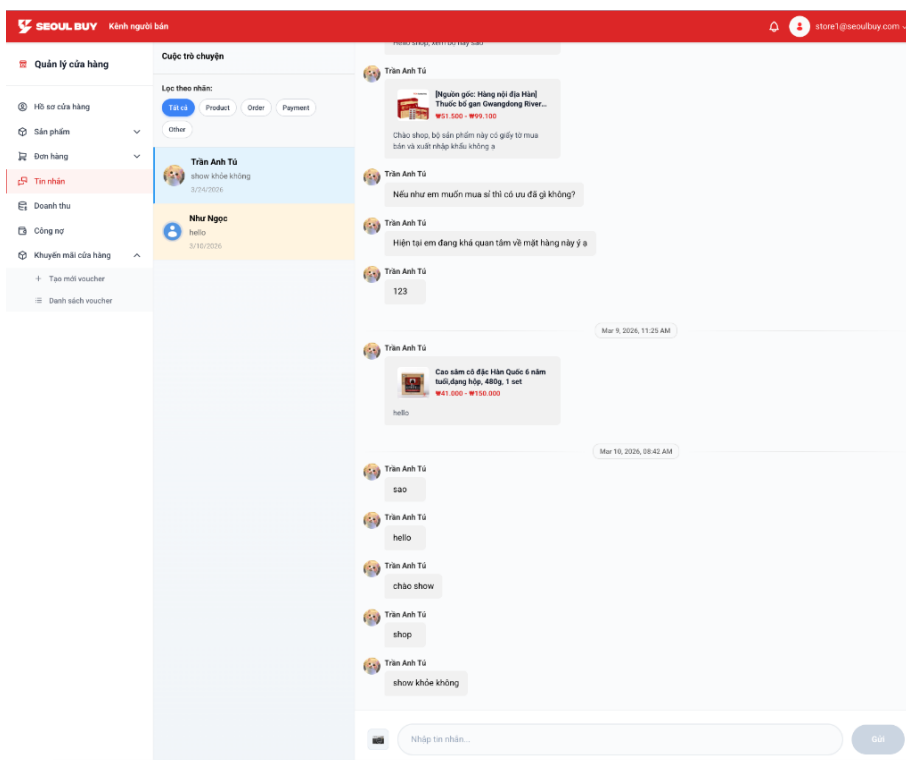 SEOUL BUY Kênh người bán
store1@seoulbuy.com
Quản lý cửa hàng
Hồ sơ cửa hàng
Sản phẩm
Đơn hàng
Tin nhắn
Doanh thu
Công nợ
Khuyến mãi cửa hàng
Tạo mới voucher
Danh sách voucher
Cuộc trò chuyện
Lọc theo nhãn:
Tất cả
Product
Order
Payment
Other
Trần Anh Tú
show khỏe không
3/24/2026
Như Ngọc
hello
3/10/2026
Hello shop, xem bộ này sao
Trần Anh Tú
[Nguồn gốc: Hàng nội địa Hàn]
Thuốc bổ gan Gwangdong River...
₩51.500 - ₩99.100
Chào shop, bộ sản phẩm này có giấy tờ mua
bán và xuất nhập khẩu không ạ
Trần Anh Tú
Nếu như em muốn mua sỉ thì có ưu đã gì không?
Trần Anh Tú
Hiện tại em đang khá quan tâm về mặt hàng này ý ạ
Trần Anh Tú
123
Mar 9, 2026, 11:25 AM
Trần Anh Tú
Cao sâm cô đặc Hàn Quốc 6 năm
tuổi,dạng hộp, 480g, 1 set
₩41.000 - ₩150.000
hello
Mar 10, 2026, 08:42 AM
Trần Anh Tú
sao
Trần Anh Tú
hello
Trần Anh Tú
chào show
Trần Anh Tú
shop
Trần Anh Tú
show khỏe không
Nhập tin nhắn...
Gửi